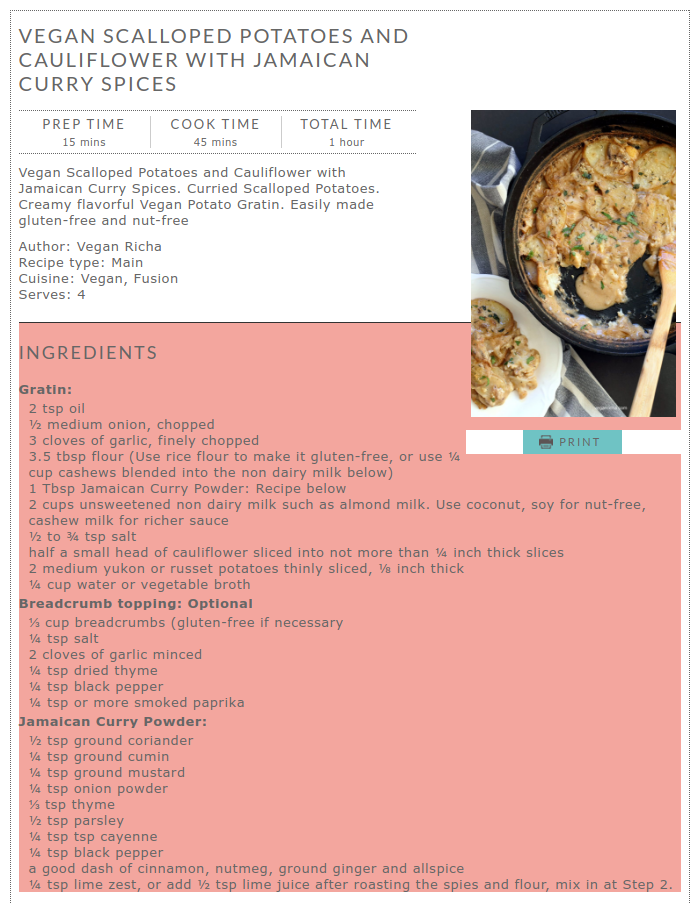 VEGAN SCALLOPED POTATOES AND
CAULIFLOWER WITH JAMAICAN
CURRY SPICES
PREP TIME
15 mins
COOK TIME
45 mins
TOTAL TIME
1 hour
Vegan Scalloped Potatoes and Cauliflower with
Jamaican Curry Spices. Curried Scalloped Potatoes.
Creamy flavorful Vegan Potato Gratin. Easily made
gluten-free and nut-free
Author: Vegan Richa
Recipe type: Main
Cuisine: Vegan, Fusion
Serves: 4
PRINT
INGREDIENTS
Gratin:
2 tsp oil
½ medium onion, chopped
3 cloves of garlic, finely chopped
3.5 tbsp flour (Use rice flour to make it gluten-free, or use ¼
cup cashews blended into the non dairy milk below)
1 Tbsp Jamaican Curry Powder: Recipe below
2 cups unsweetened non dairy milk such as almond milk. Use coconut, soy for nut-free,
cashew milk for richer sauce
½ to ¾ tsp salt
half a small head of cauliflower sliced into not more than ¼ inch thick slices
2 medium yukon or russet potatoes thinly sliced, ⅛ inch thick
¼ cup water or vegetable broth
Breadcrumb topping: Optional
⅓ cup breadcrumbs (gluten-free if necessary
¼ tsp salt
2 cloves of garlic minced
¼ tsp dried thyme
¼ tsp black pepper
¼ tsp or more smoked paprika
Jamaican Curry Powder:
½ tsp ground coriander
¼ tsp ground cumin
¼ tsp ground mustard
¼ tsp onion powder
⅓ tsp thyme
½ tsp parsley
¼ tsp tsp cayenne
¼ tsp black pepper
a good dash of cinnamon, nutmeg, ground ginger and allspice
¼ tsp lime zest, or add ½ tsp lime juice after roasting the spies and flour, mix in at Step 2.